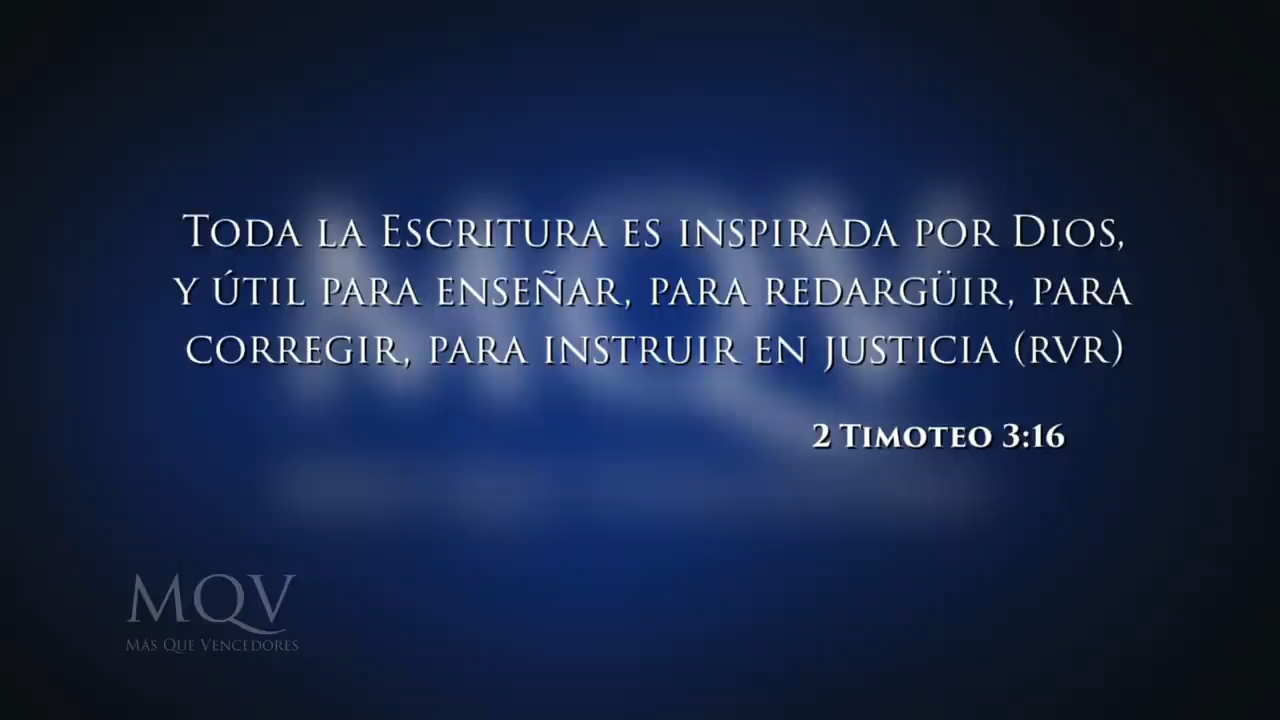 Toda la Escritura es inspirada por Dios,
y útil para enseñar, para redargüir, para
corregir, para instruir en justicia (rvr)
2 Timoteo 3:16
MQV
Más Que Vencedores